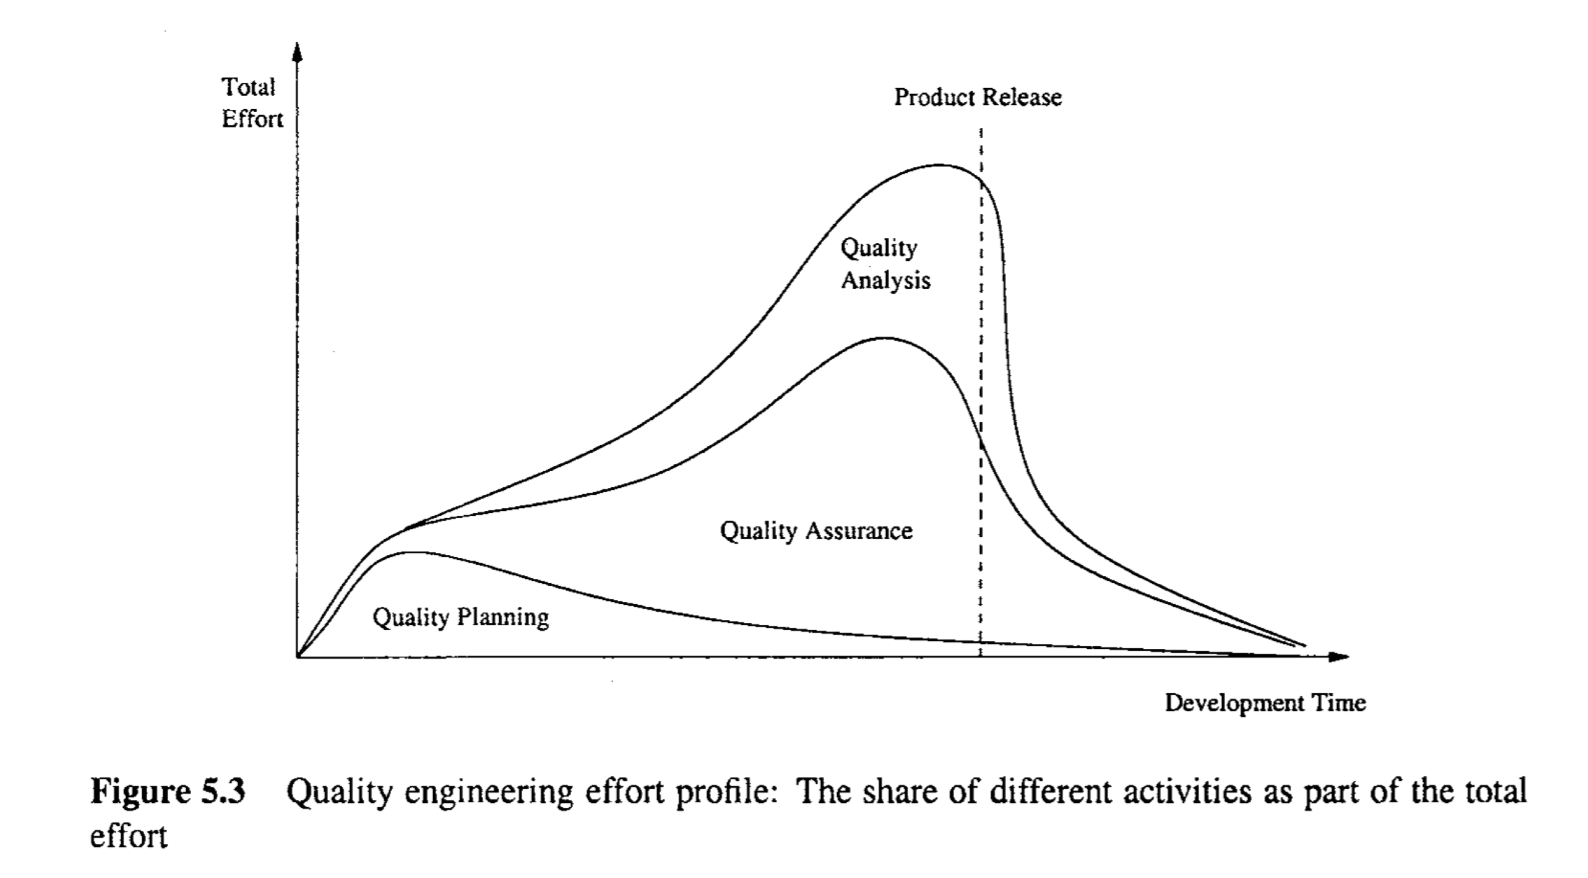 Total
Effort
Product Release
Quality
Analysis
Quality Assurance
Quality Planning
Development Time
Figure 5.3 Quality engineering effort profile: The share of different activities as part of the total
effort